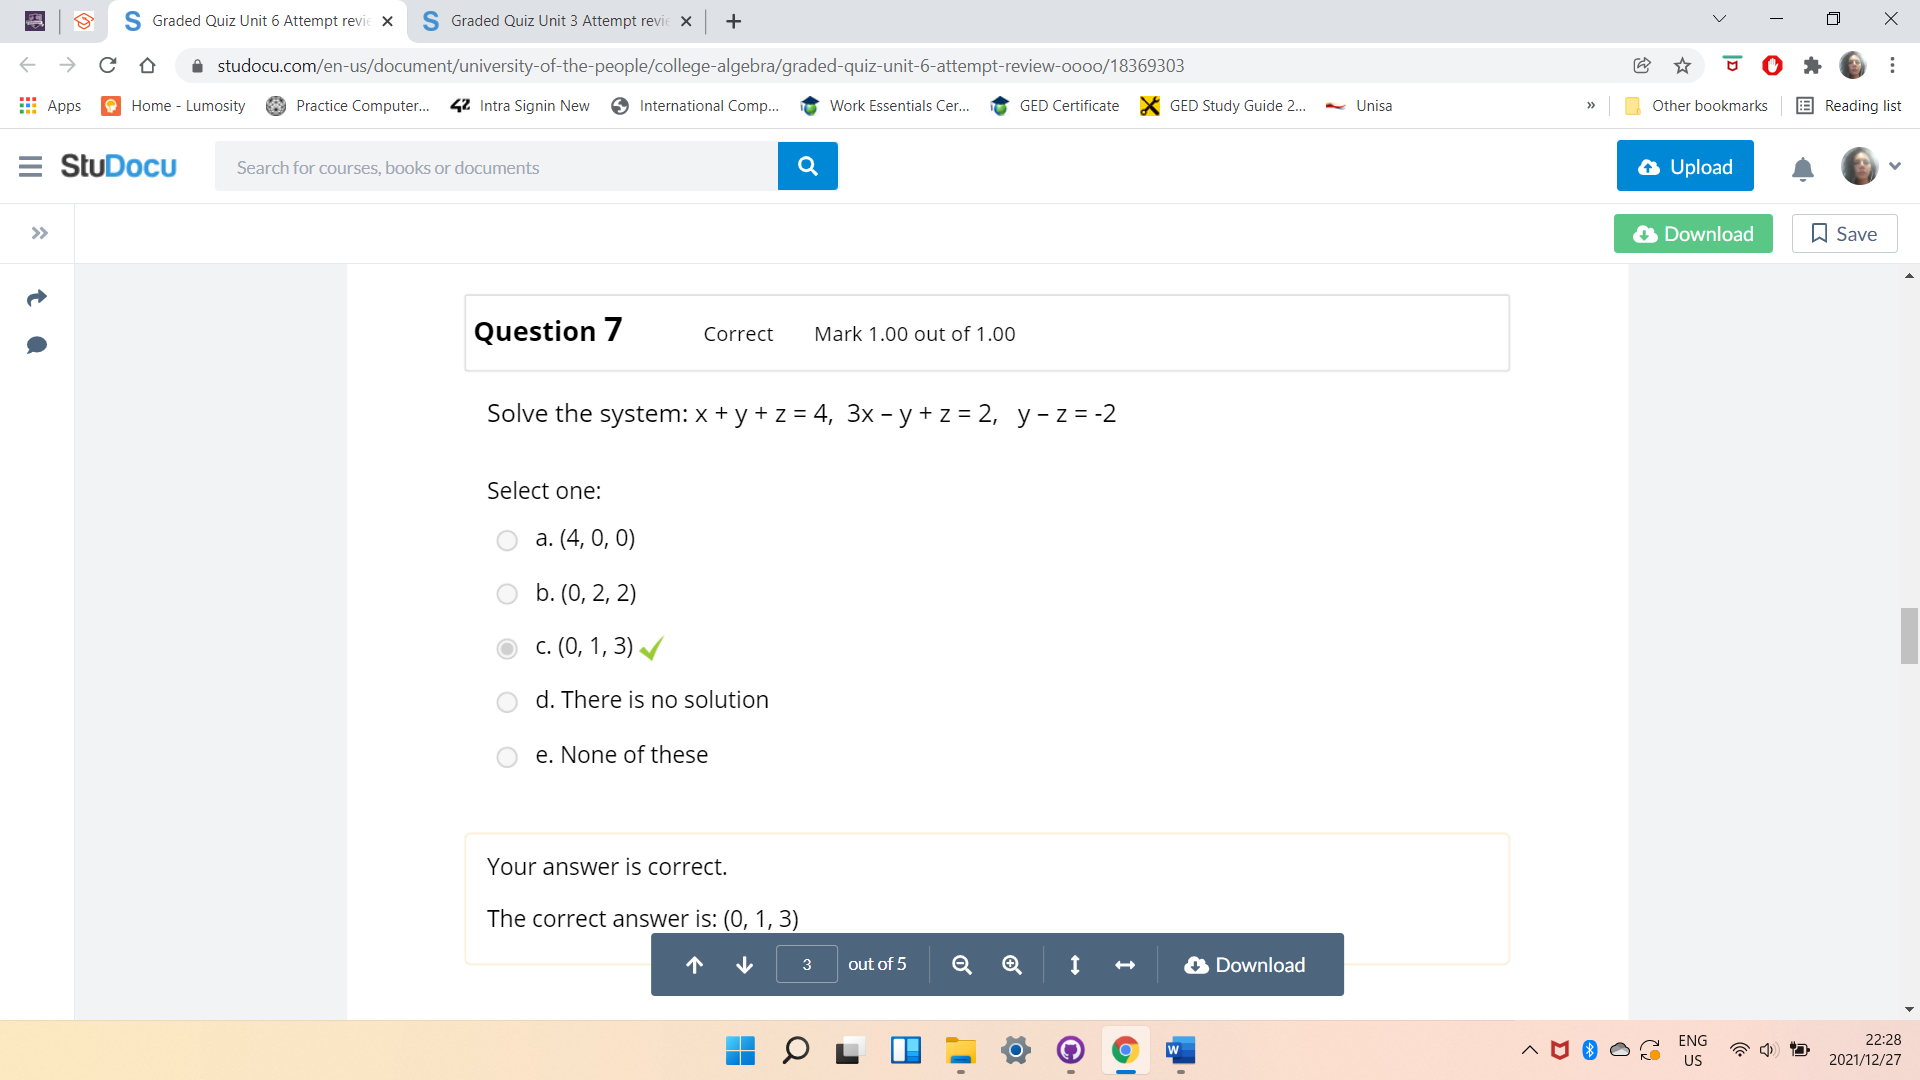 Graded Quiz Unit 6 Attempt revie
Graded Quiz Unit 3 Attempt revie
studocu.com/en-us/document/university-of-the-people/college-algebra/graded-quiz-unit-6-attempt-review-oooo/18369303
Apps
Home - Lumosity
Practice Computer...
Intra Signin New
International Comp...
Work Essentials Cer...
GED Certificate
GED Study Guide 2...
Unisa
»
Other bookmarks
Reading list
StuDocu
Search for courses, books or documents
Upload
Download
Save
Question 7 Correct Mark 1.00 out of 1.00
Solve the system: x + y + z = 4, 3x – y + z = 2, y – z = -2
Select one:
a. (4, 0, 0)
b. (0, 2, 2)
c. (0, 1, 3)
d. There is no solution
e. None of these
Your answer is correct.
The correct answer is: (0, 1, 3)
3 out of 5
Download
ENG
US
22:28
2021/12/27